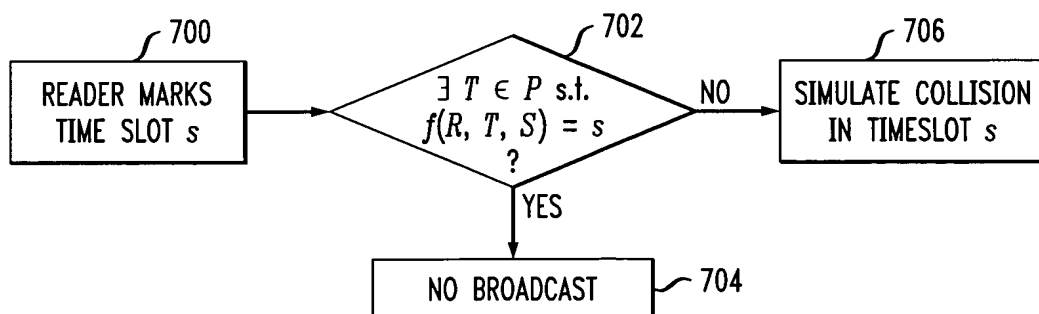 700
READER MARKS
TIME SLOT s
702
∃ T ∈ P s.t.
f(R, T, S) = s
?
NO
706
SIMULATE COLLISION
IN TIMESLOT s
YES
NO BROADCAST
704